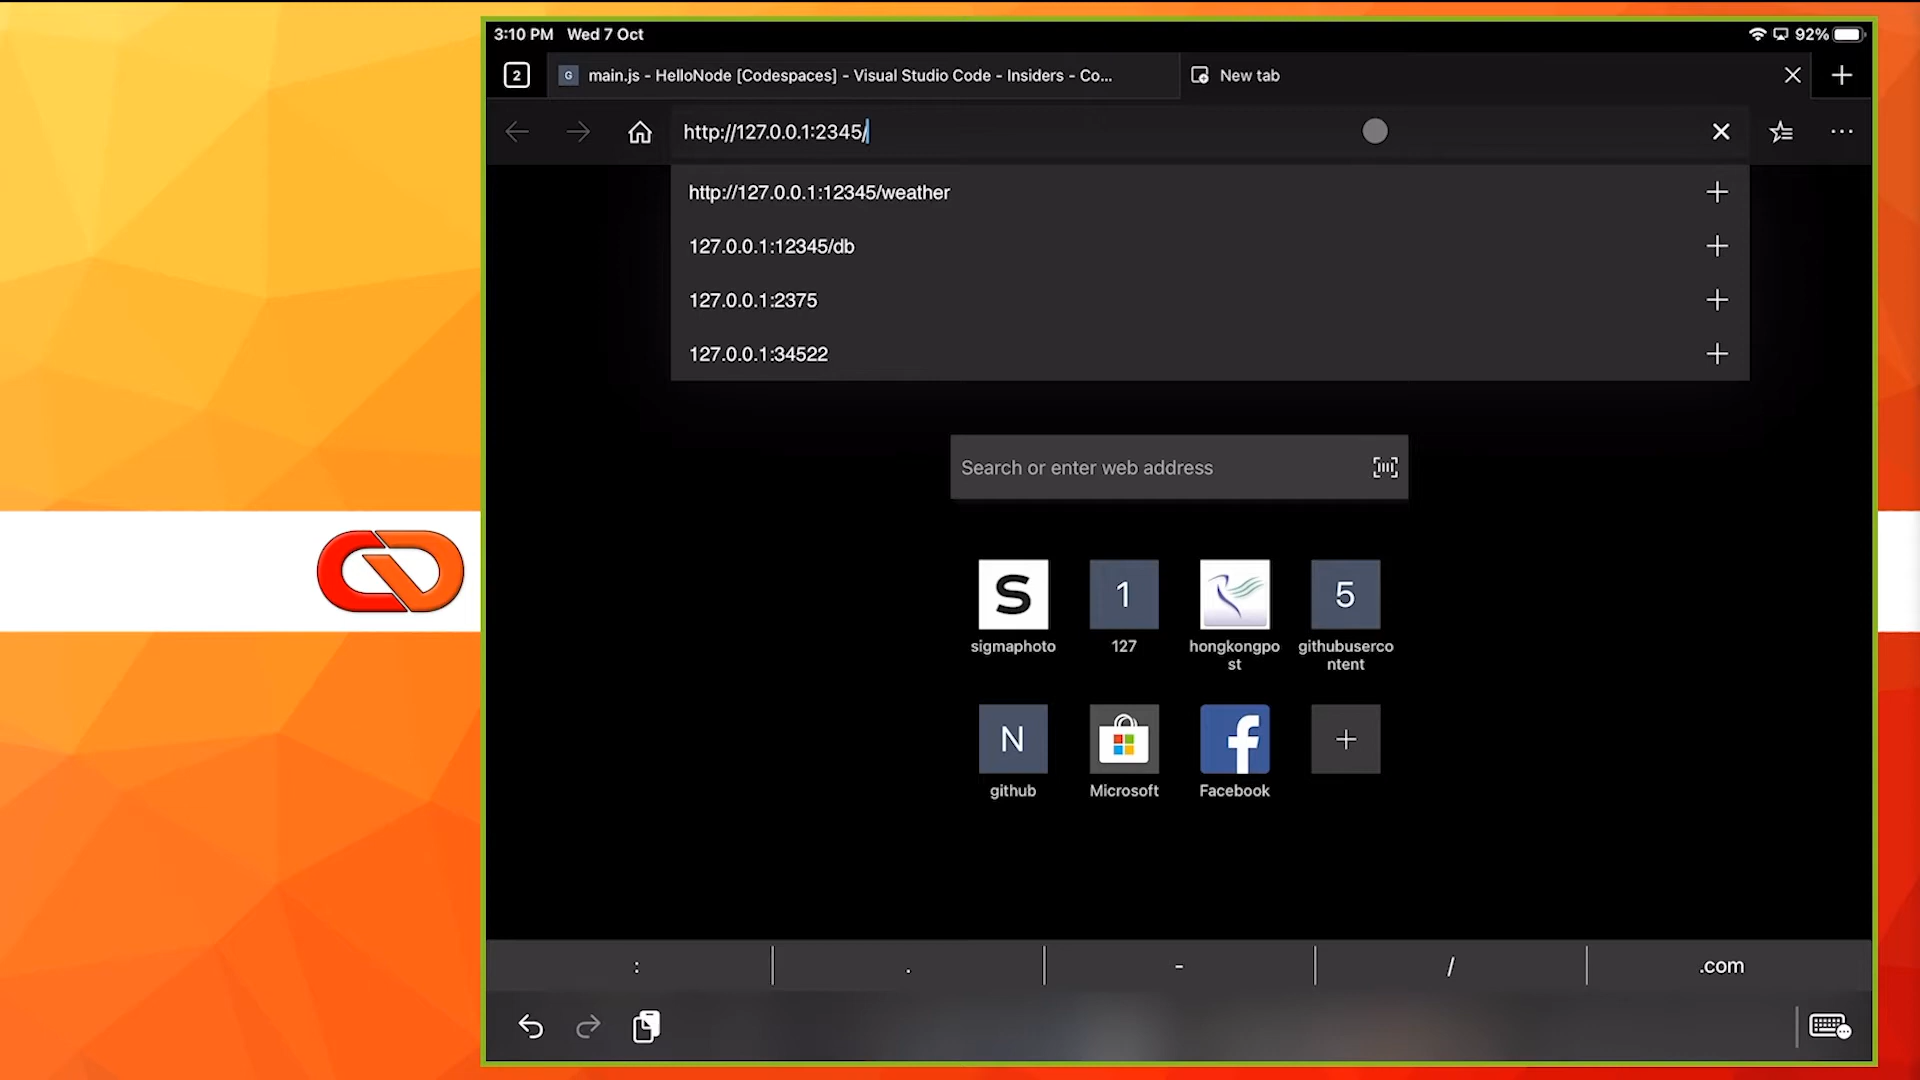 3:10 PM Wed 7 Oct
92%
2
G main.js - HelloNode [Codespaces] - Visual Studio Code - Insiders - Co...
New tab
http://127.0.0.1:2345/
http://127.0.0.1:12345/weather
127.0.0.1:12345/db
127.0.0.1:2375
127.0.0.1:34522
Search or enter web address
S
1
5
sigmaphoto
127
hongkongpo
st
githubuserco
ntent
N
f
github
Microsoft
Facebook
: . - / .com